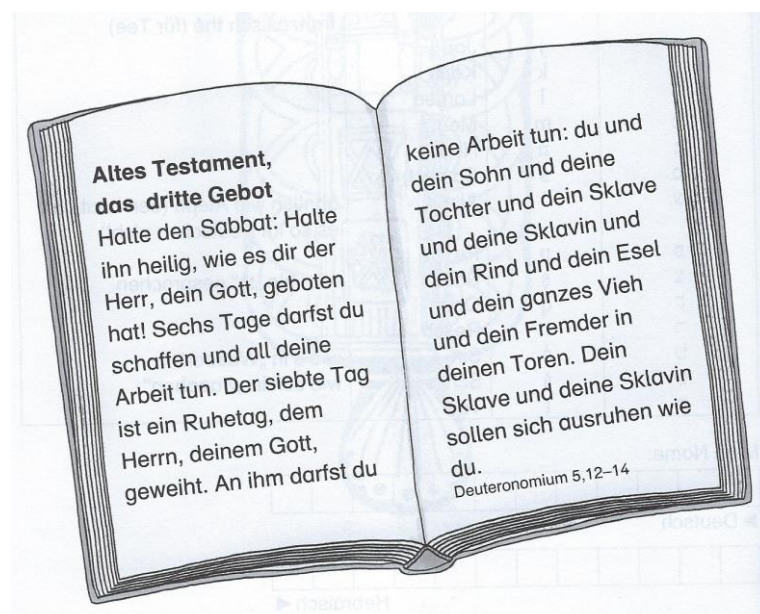 Altes Testament,
das dritte Gebot
Halte den Sabbat: Halte
ihn heilig, wie es dir der
Herr, dein Gott, geboten
hat! Sechs Tage darfst du
schaffen und all deine
Arbeit tun. Der siebte Tag
ist ein Ruhetag, dem
Herrn, deinem Gott,
geweiht. An ihm darfst du
keine Arbeit tun: du und
dein Sohn und deine
Tochter und dein Sklave
und deine Sklavin und
dein Rind und dein Esel
und dein ganzes Vieh
und dein Fremder in
deinen Toren. Dein
Sklave und deine Sklavin
sollen sich ausruhen wie
du.
Deuteronomium 5,12–14